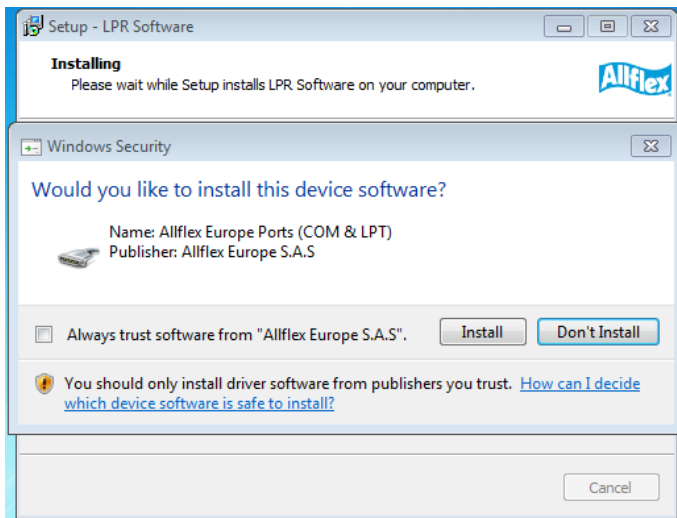 Setup - LPR Software
Installing
Please wait while Setup installs LPR Software on your computer.
Allflex
Windows Security
Would you like to install this device software?
Name: Allflex Europe Ports (COM & LPT)
Publisher: Allflex Europe S.A.S
Always trust software from "Allflex Europe S.A.S".
Install
Don't Install
You should only install driver software from publishers you trust. How can I decide
which device software is safe to install?
Cancel